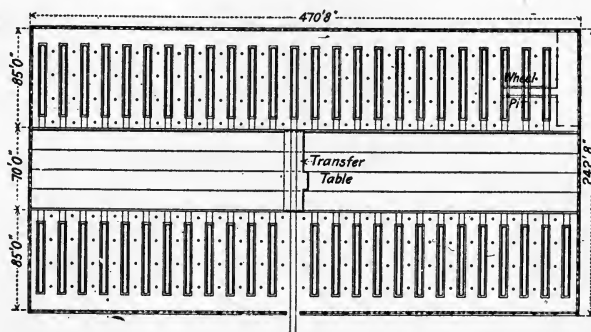 470'8"
85'0"
Wheel
Pit
70'0"
Transfer
Table
242'8"
85'0"